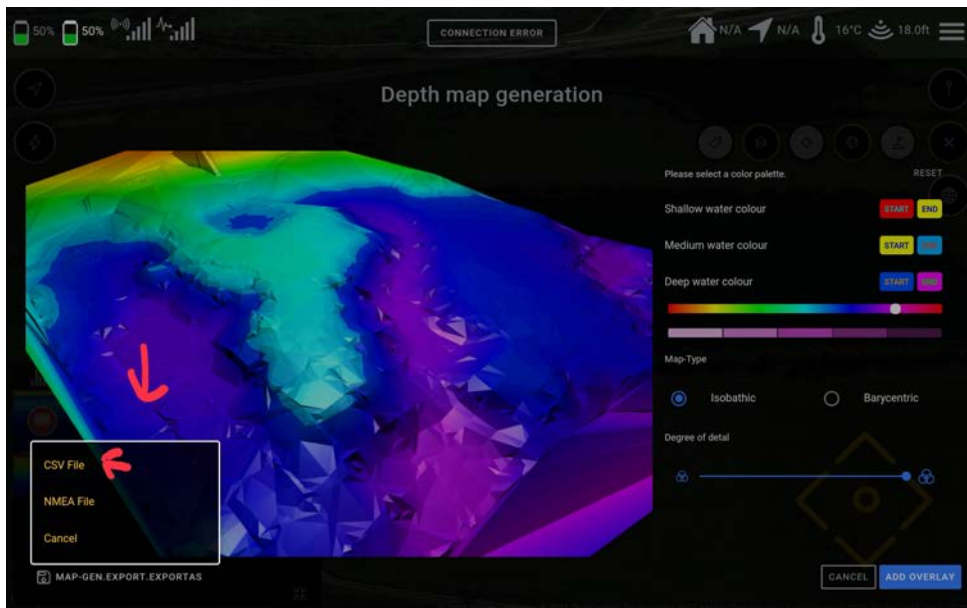 50% 50% N/A N/A 16°C 18.0ft
CONNECTION ERROR
Depth map generation
Please select a color palette. RESET
Shallow water colour START END
Medium water colour START END
Deep water colour START END
Map-Type
Isobathic Barycentric
Degree of detal
CSV File
NMEA File
Cancel
MAP-GEN.EXPORT.EXPORTAS
CANCEL ADD OVERLAY